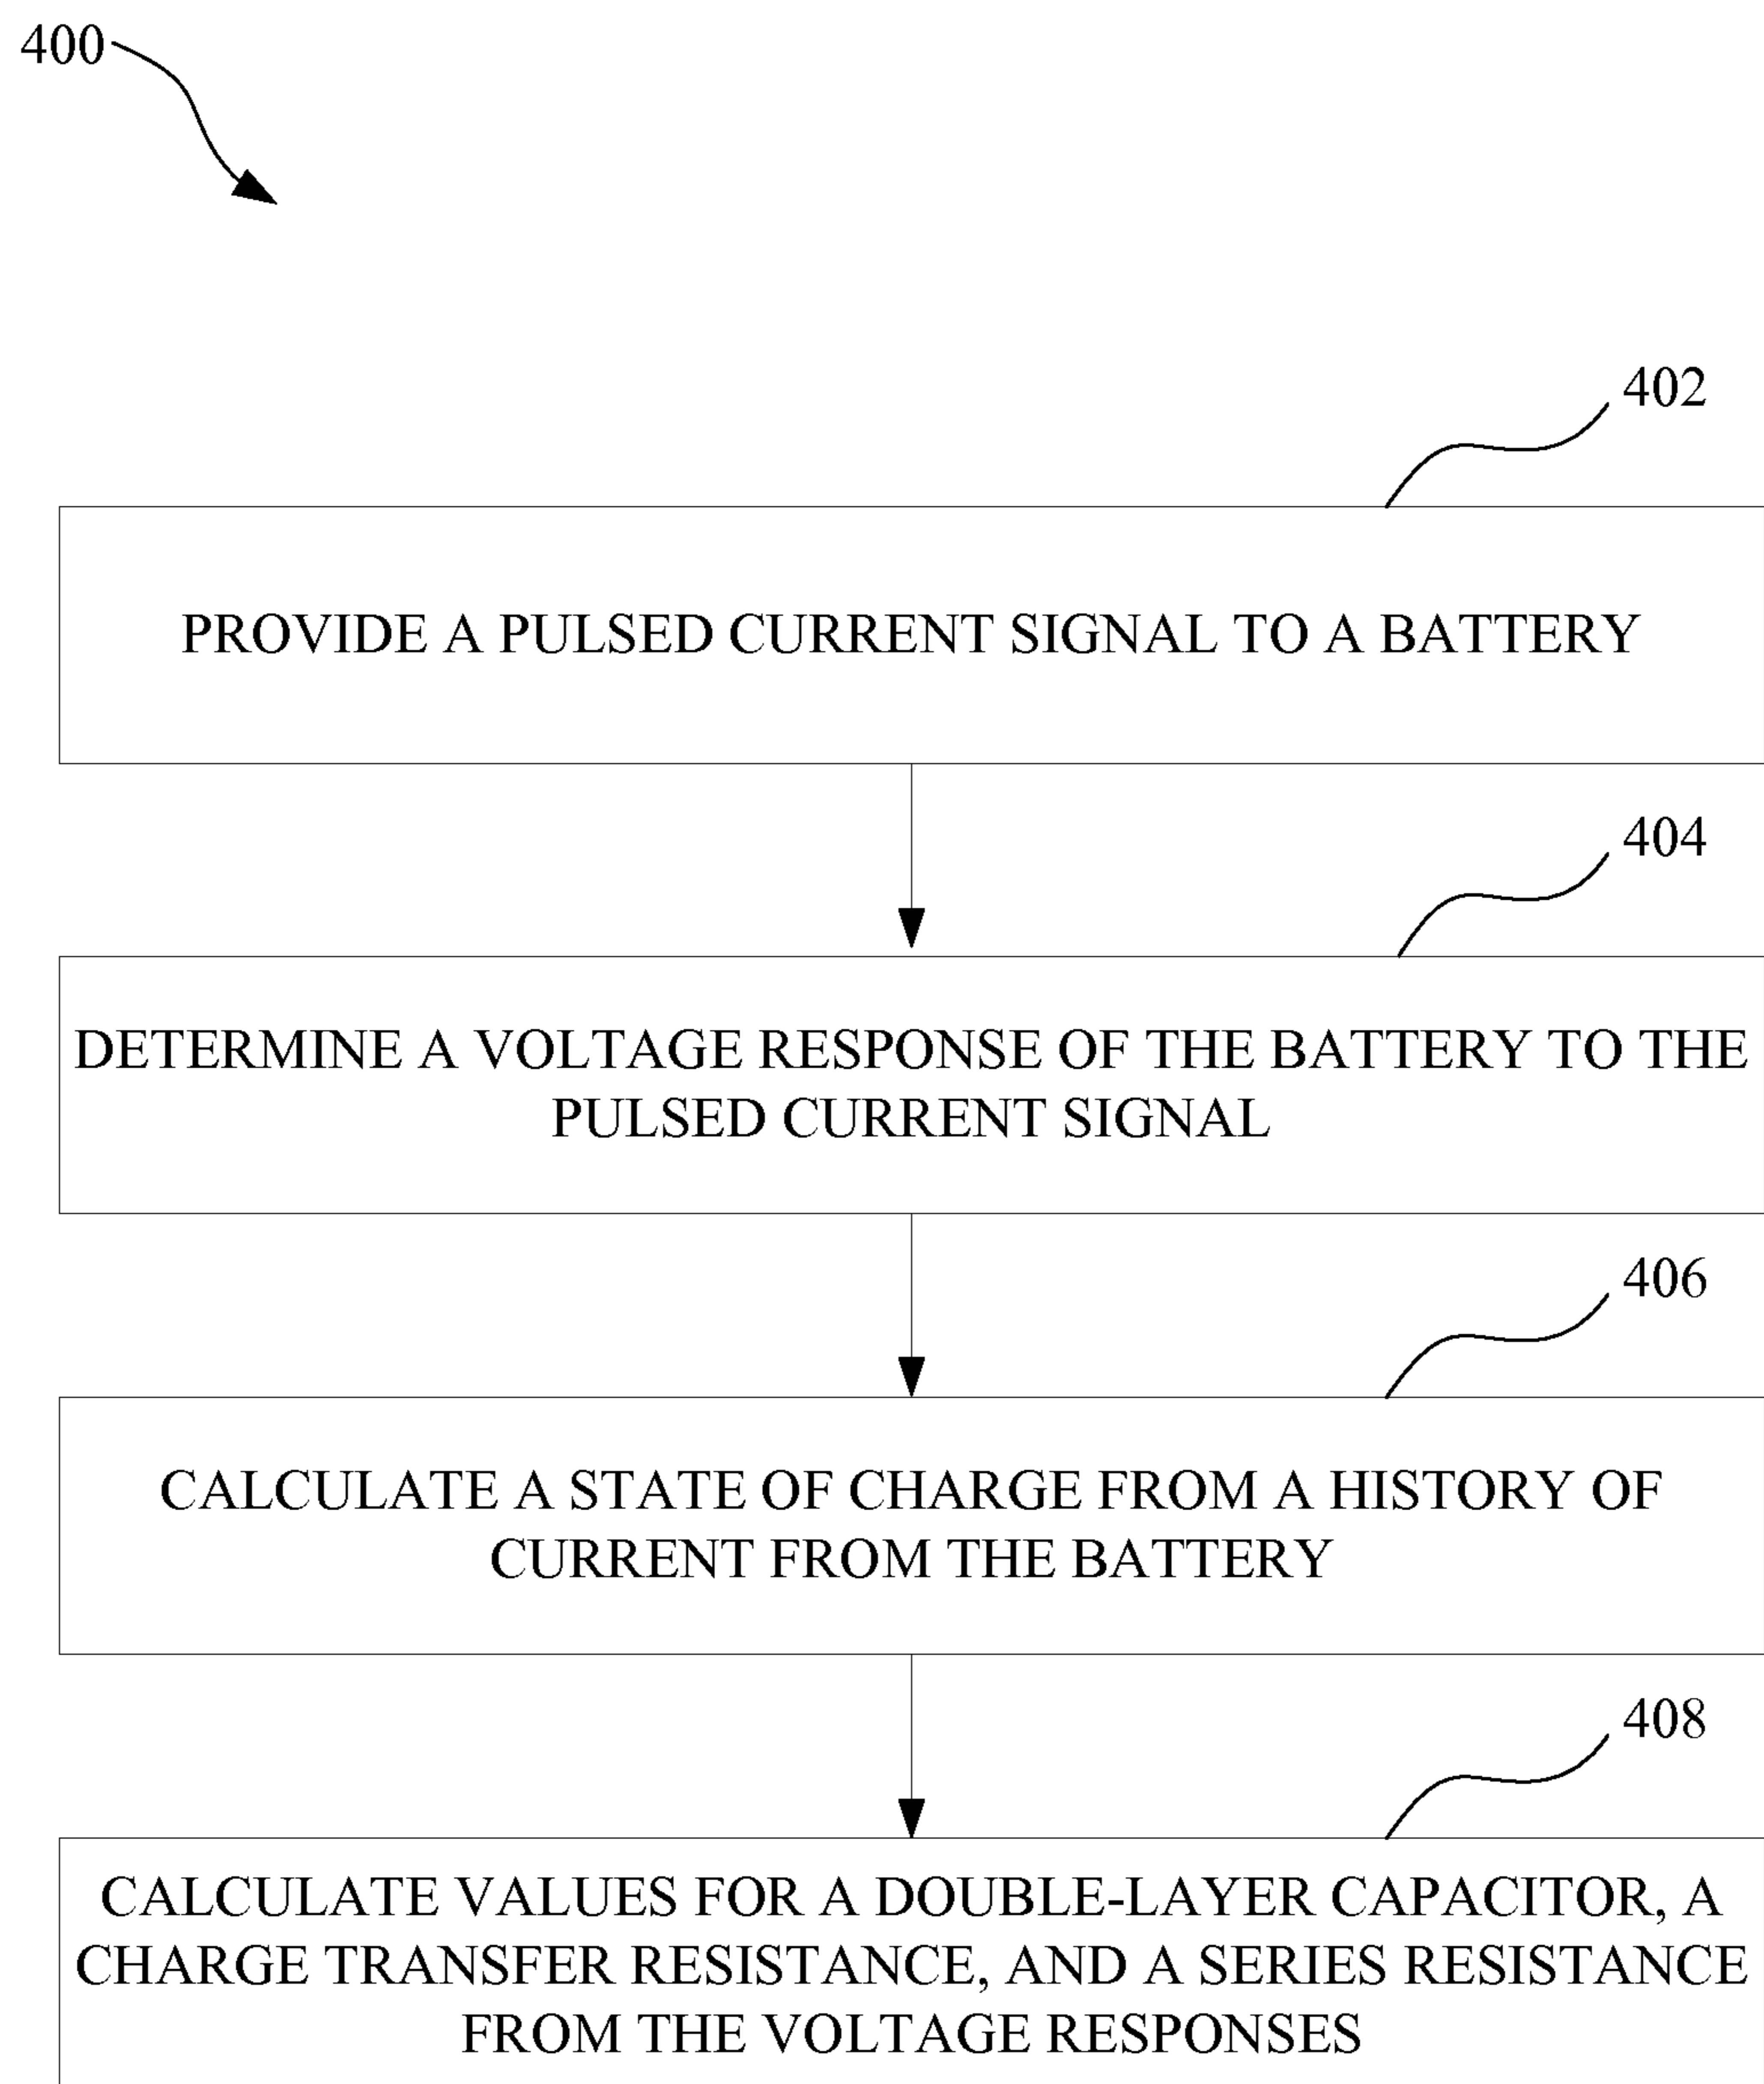 400
402
PROVIDE A PULSED CURRENT SIGNAL TO A BATTERY
404
DETERMINE A VOLTAGE RESPONSE OF THE BATTERY TO THE
PULSED CURRENT SIGNAL
406
CALCULATE A STATE OF CHARGE FROM A HISTORY OF
CURRENT FROM THE BATTERY
408
CALCULATE VALUES FOR A DOUBLE-LAYER CAPACITOR, A
CHARGE TRANSFER RESISTANCE, AND A SERIES RESISTANCE
FROM THE VOLTAGE RESPONSES